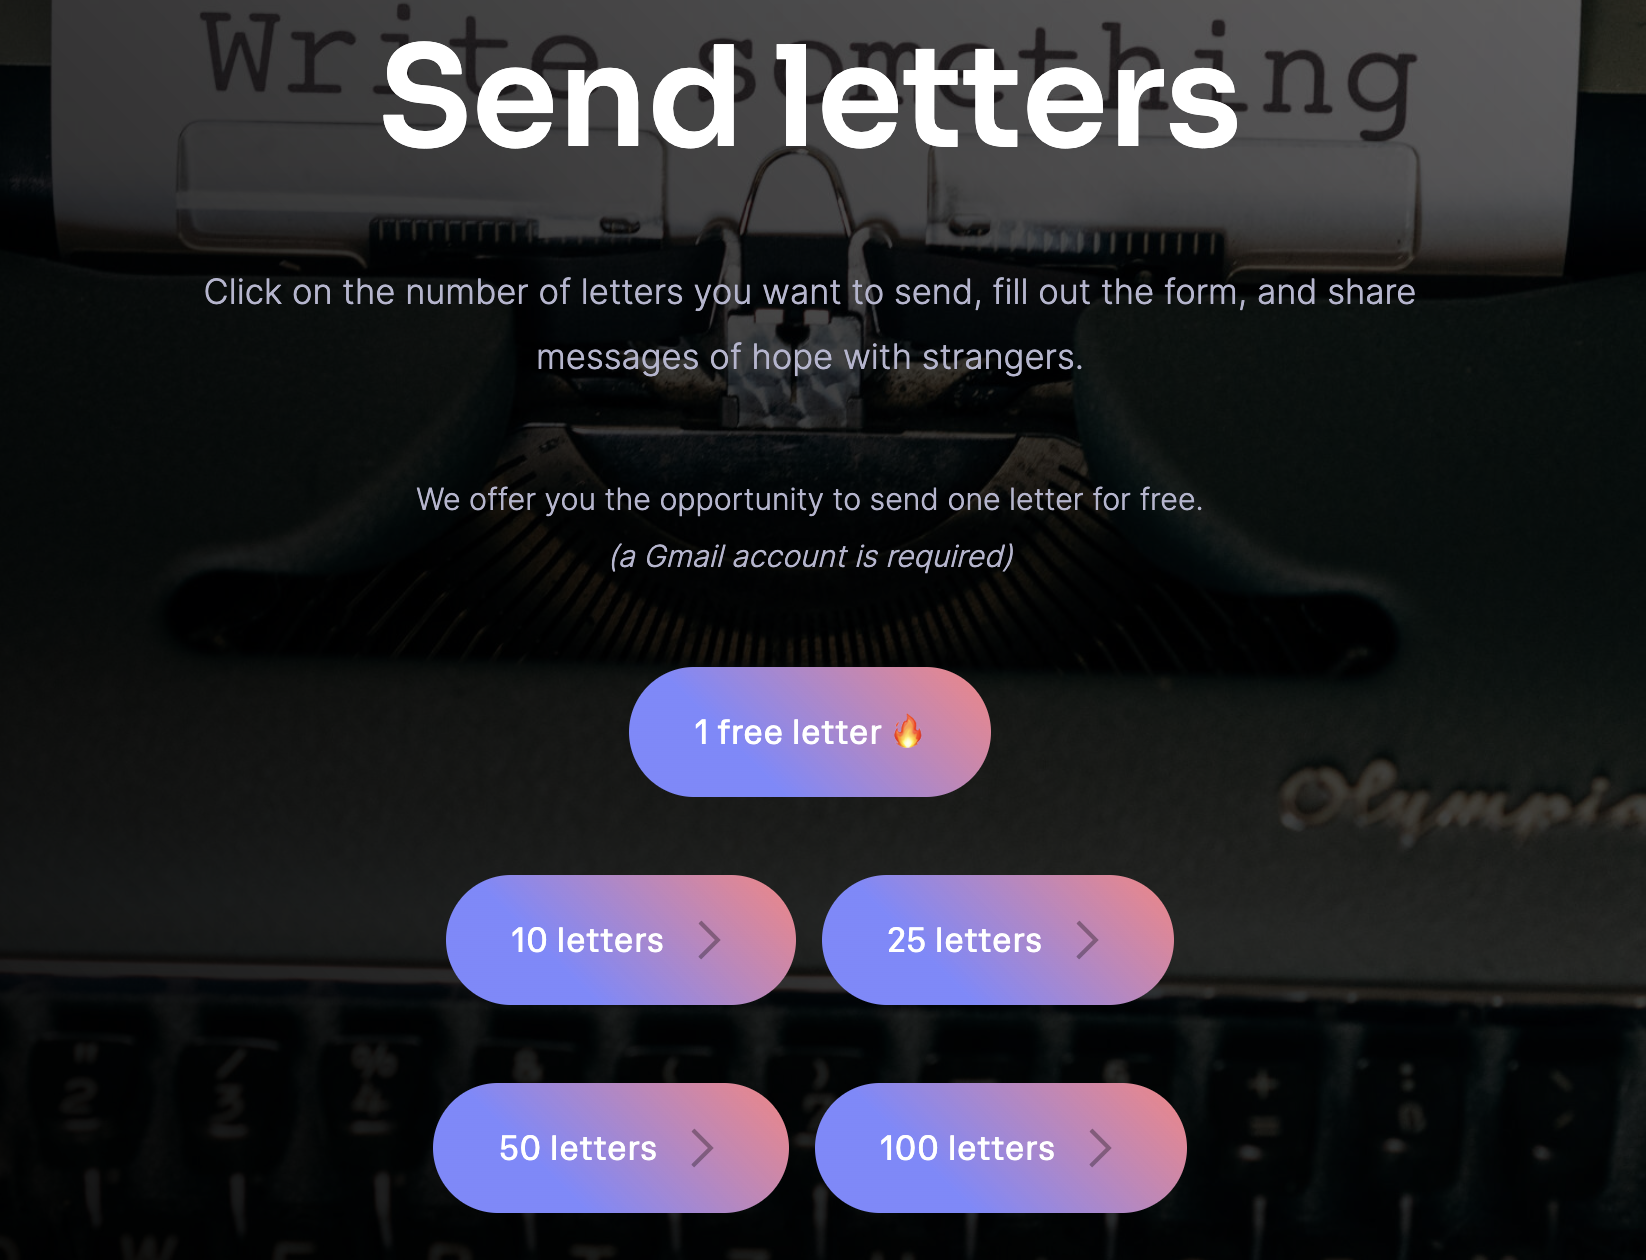 Write something
Send letters
Click on the number of letters you want to send, fill out the form, and share
messages of hope with strangers.
We offer you the opportunity to send one letter for free.
(a Gmail account is required)
1 free letter 🔥
Olympia
10 letters
25 letters
50 letters
100 letters